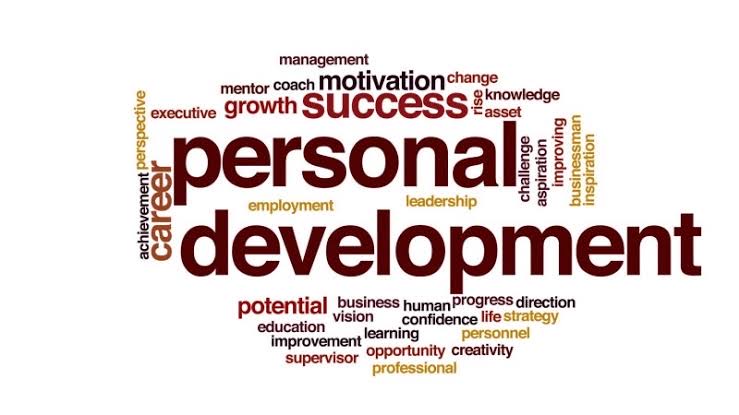 management
mentor coach motivation change
executive growth success rise knowledge
asset
perspective
achievement
career
personal
challenge
aspiration
improving
businessman
inspiration
employment leadership
development
potential business human progress direction
vision confidence life strategy
education learning personnel
improvement
supervisor opportunity creativity
professional